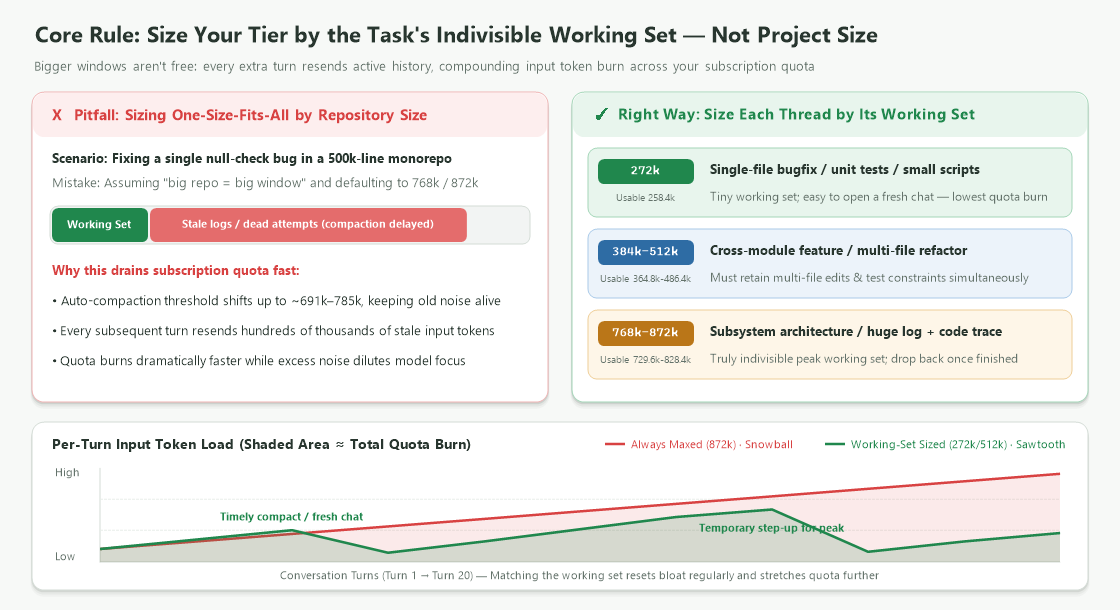 Core Rule: Size Your Tier by the Task's Indivisible Working Set — Not Project Size
Bigger windows aren't free: every extra turn resends active history, compounding input token burn across your subscription quota
X Pitfall: Sizing One-Size-Fits-All by Repository Size
Scenario: Fixing a single null-check bug in a 500k-line monorepo
Mistake: Assuming "big repo = big window" and defaulting to 768k / 872k
Working Set
Stale logs / dead attempts (compaction delayed)
Why this drains subscription quota fast:
• Auto-compaction threshold shifts up to ~691k–785k, keeping old noise alive
• Every subsequent turn resends hundreds of thousands of stale input tokens
• Quota burns dramatically faster while excess noise dilutes model focus
✓ Right Way: Size Each Thread by Its Working Set
272k
Usable 258.4k
Single-file bugfix / unit tests / small scripts
Tiny working set; easy to open a fresh chat — lowest quota burn
384k–512k
Usable 364.8k-486.4k
Cross-module feature / multi-file refactor
Must retain multi-file edits & test constraints simultaneously
768k–872k
Usable 729.6k-828.4k
Subsystem architecture / huge log + code trace
Truly indivisible peak working set; drop back once finished
Per-Turn Input Token Load (Shaded Area ≈ Total Quota Burn)
Always Maxed (872k) · Snowball
Working-Set Sized (272k/512k) · Sawtooth
High
Timely compact / fresh chat
Temporary step-up for peak
Low
Conversation Turns (Turn 1 → Turn 20) — Matching the working set resets bloat regularly and stretches quota further